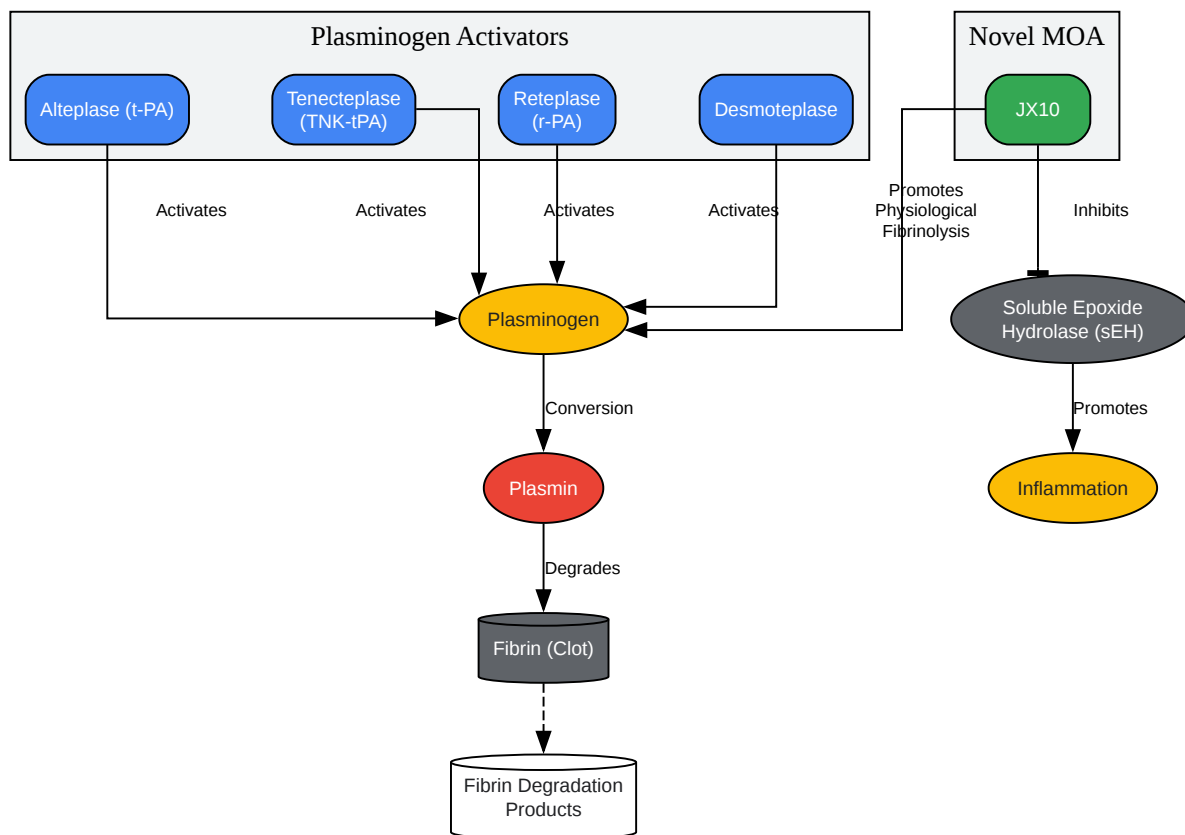 Plasminogen Activators
Novel MOA
Alteplase (t-PA)
Tenecteplase
(TNK-tPA)
Reteplase
(r-PA)
Desmoteplase
JX10
Activates
Activates
Activates
Activates
Promotes
Physiological
Fibrinolysis
Inhibits
Plasminogen
Soluble Epoxide
Hydrolase (sEH)
Conversion
Promotes
Plasmin
Inflammation
Degrades
Fibrin (Clot)
Fibrin Degradation
Products